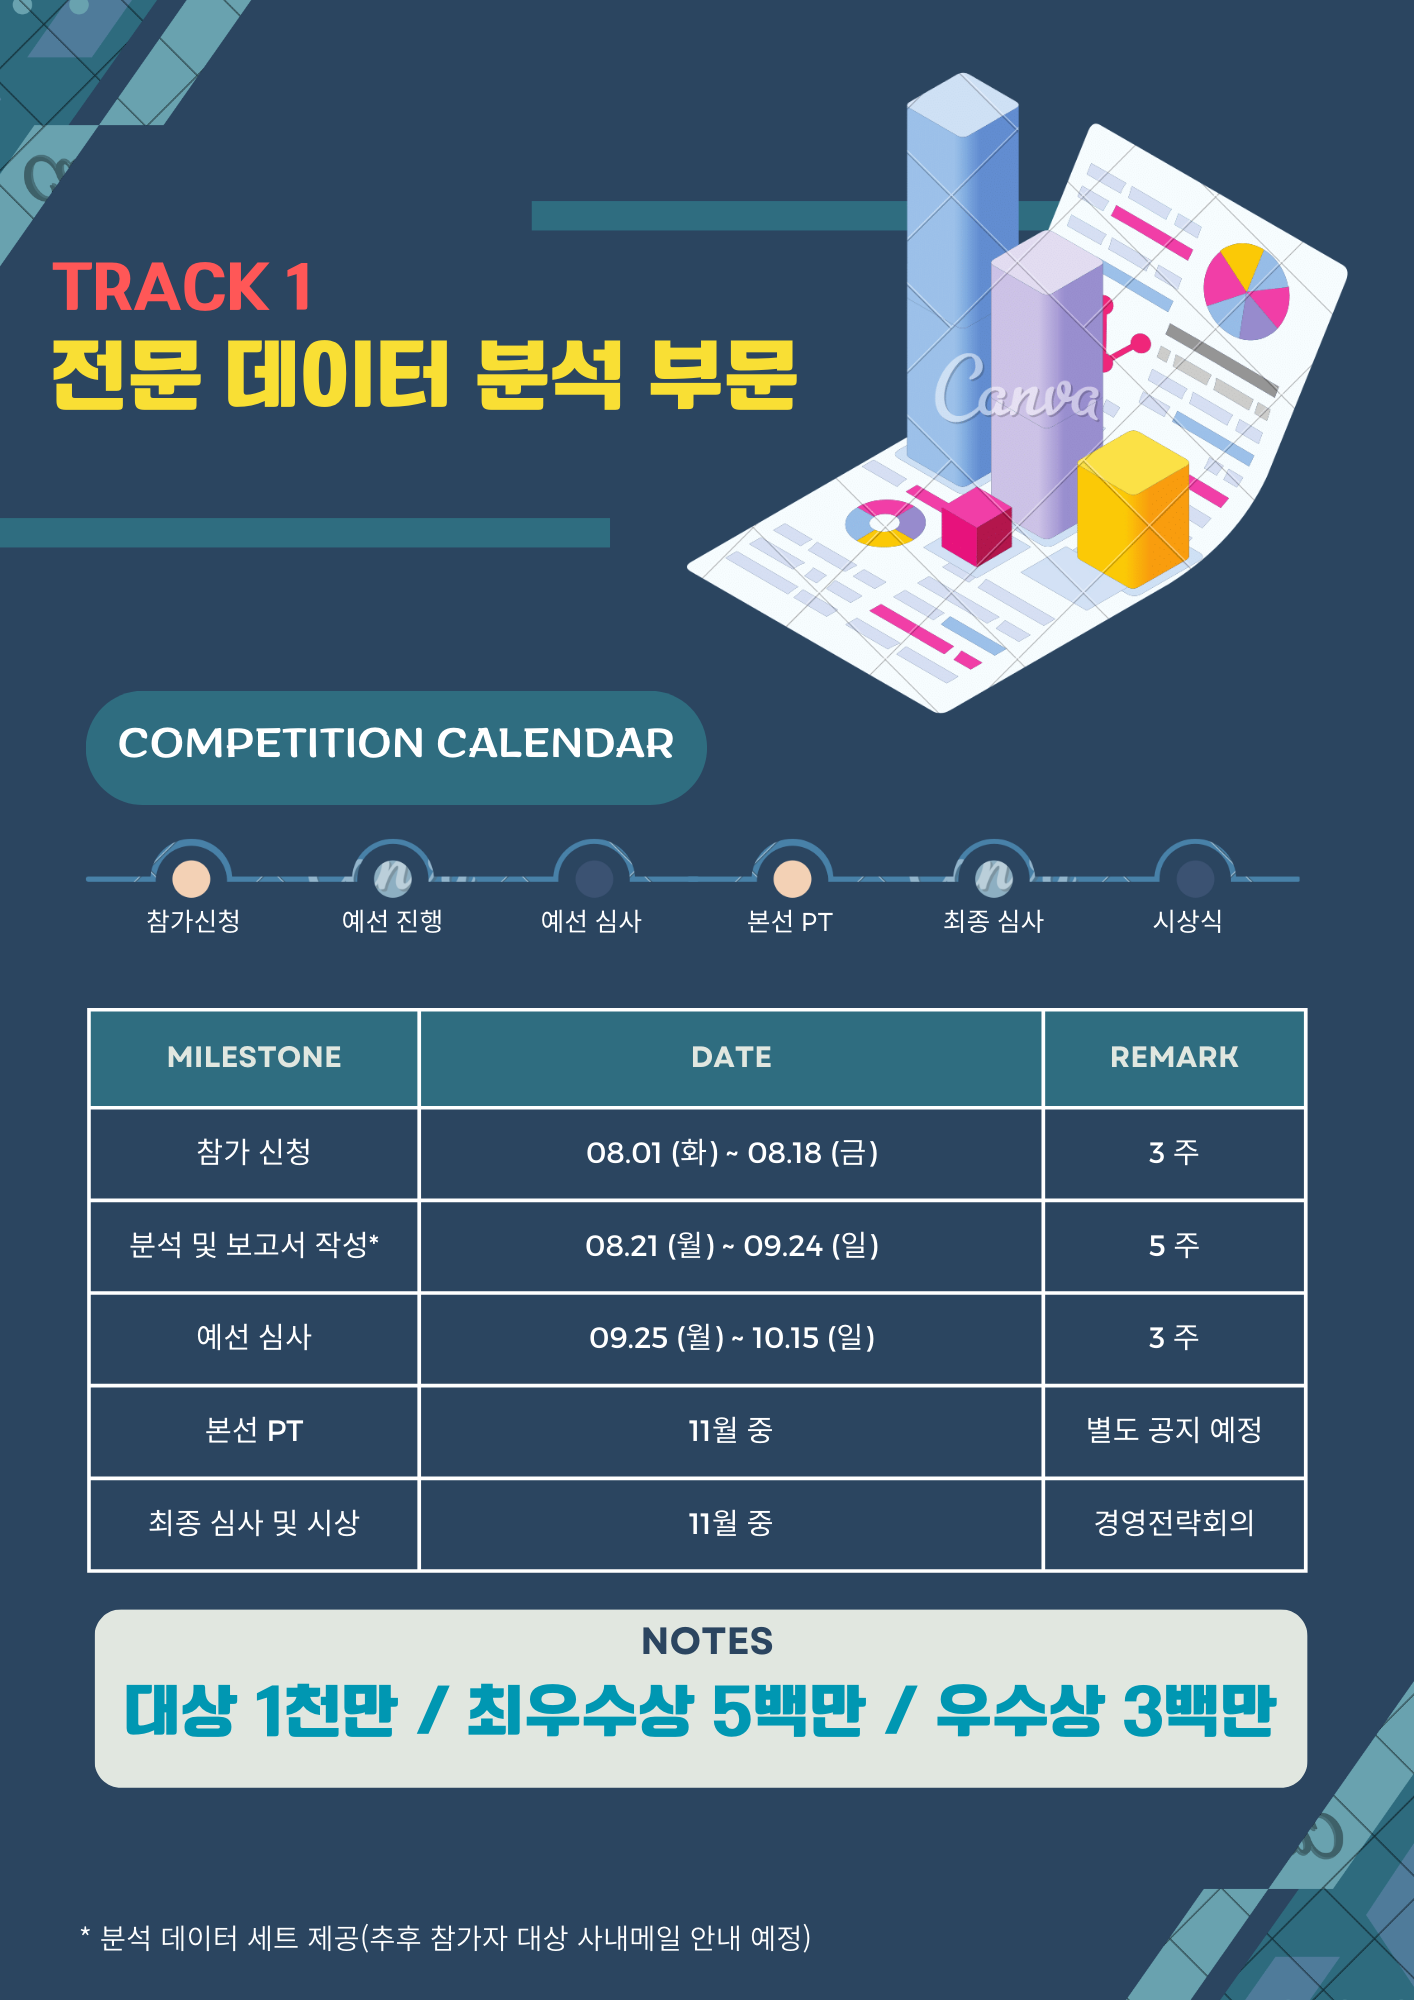 TRACK 1
전문 데이터 분석 부문
Canva
COMPETITION CALENDAR
참가신청 예선 진행 예선 심사 본선 PT 최종 심사 시상식
MILESTONE DATE REMARK
참가 신청 08.01 (화) ~ 08.18 (금) 3 주
분석 및 보고서 작성* 08.21 (월) ~ 09.24 (일) 5 주
예선 심사 09.25 (월) ~ 10.15 (일) 3 주
본선 PT 11월 중 별도 공지 예정
최종 심사 및 시상 11월 중 경영전략회의
NOTES
대상 1천만 / 최우수상 5백만 / 우수상 3백만
* 분석 데이터 세트 제공(추후 참가자 대상 사내메일 안내 예정)